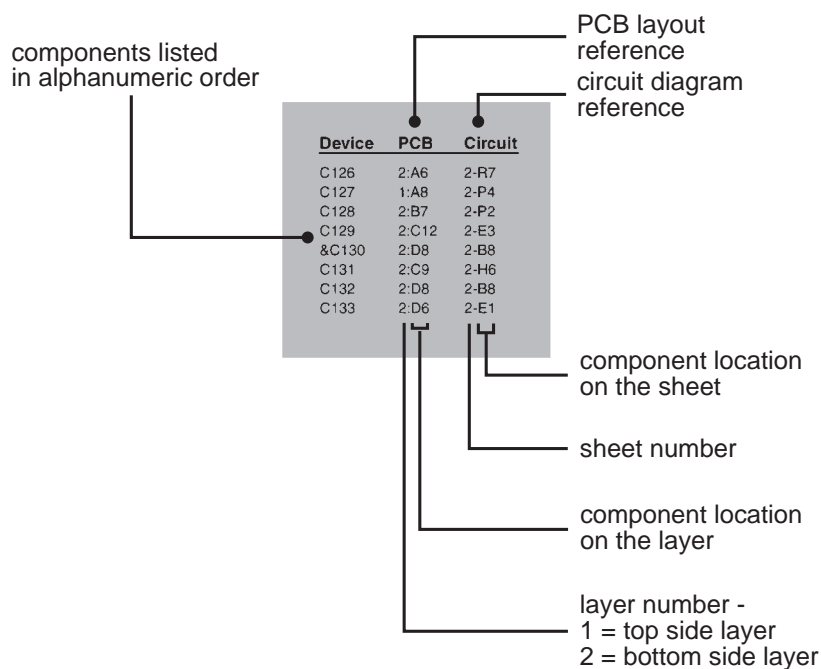 PCB layout
reference
components listed
in alphanumeric order
circuit diagram
reference
Device PCB Circuit
C126 2:A6 2-R7
C127 1:A8 2-P4
C128 2:B7 2-P2
C129 2:C12 2-E3
&C130 2:D8 2-B8
C131 2:C9 2-H6
C132 2:D8 2-B8
C133 2:D6 2-E1
component location
on the sheet
sheet number
component location
on the layer
layer number -
1 = top side layer
2 = bottom side layer